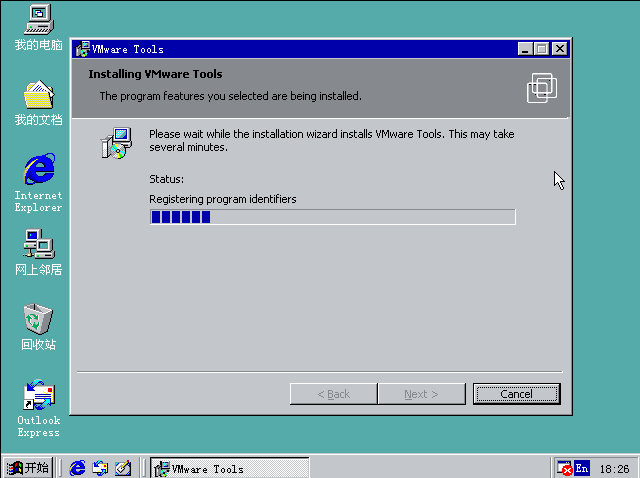 我的电脑
我的文档
Internet
Explorer
网上邻居
回收站
Outlook
Express
VMware Tools
Installing VMware Tools
The program features you selected are being installed.
Please wait while the installation wizard installs VMware Tools. This may take
several minutes.
Status:
Registering program identifiers
< Back
Next >
Cancel
开始
VMware Tools
En
18:26